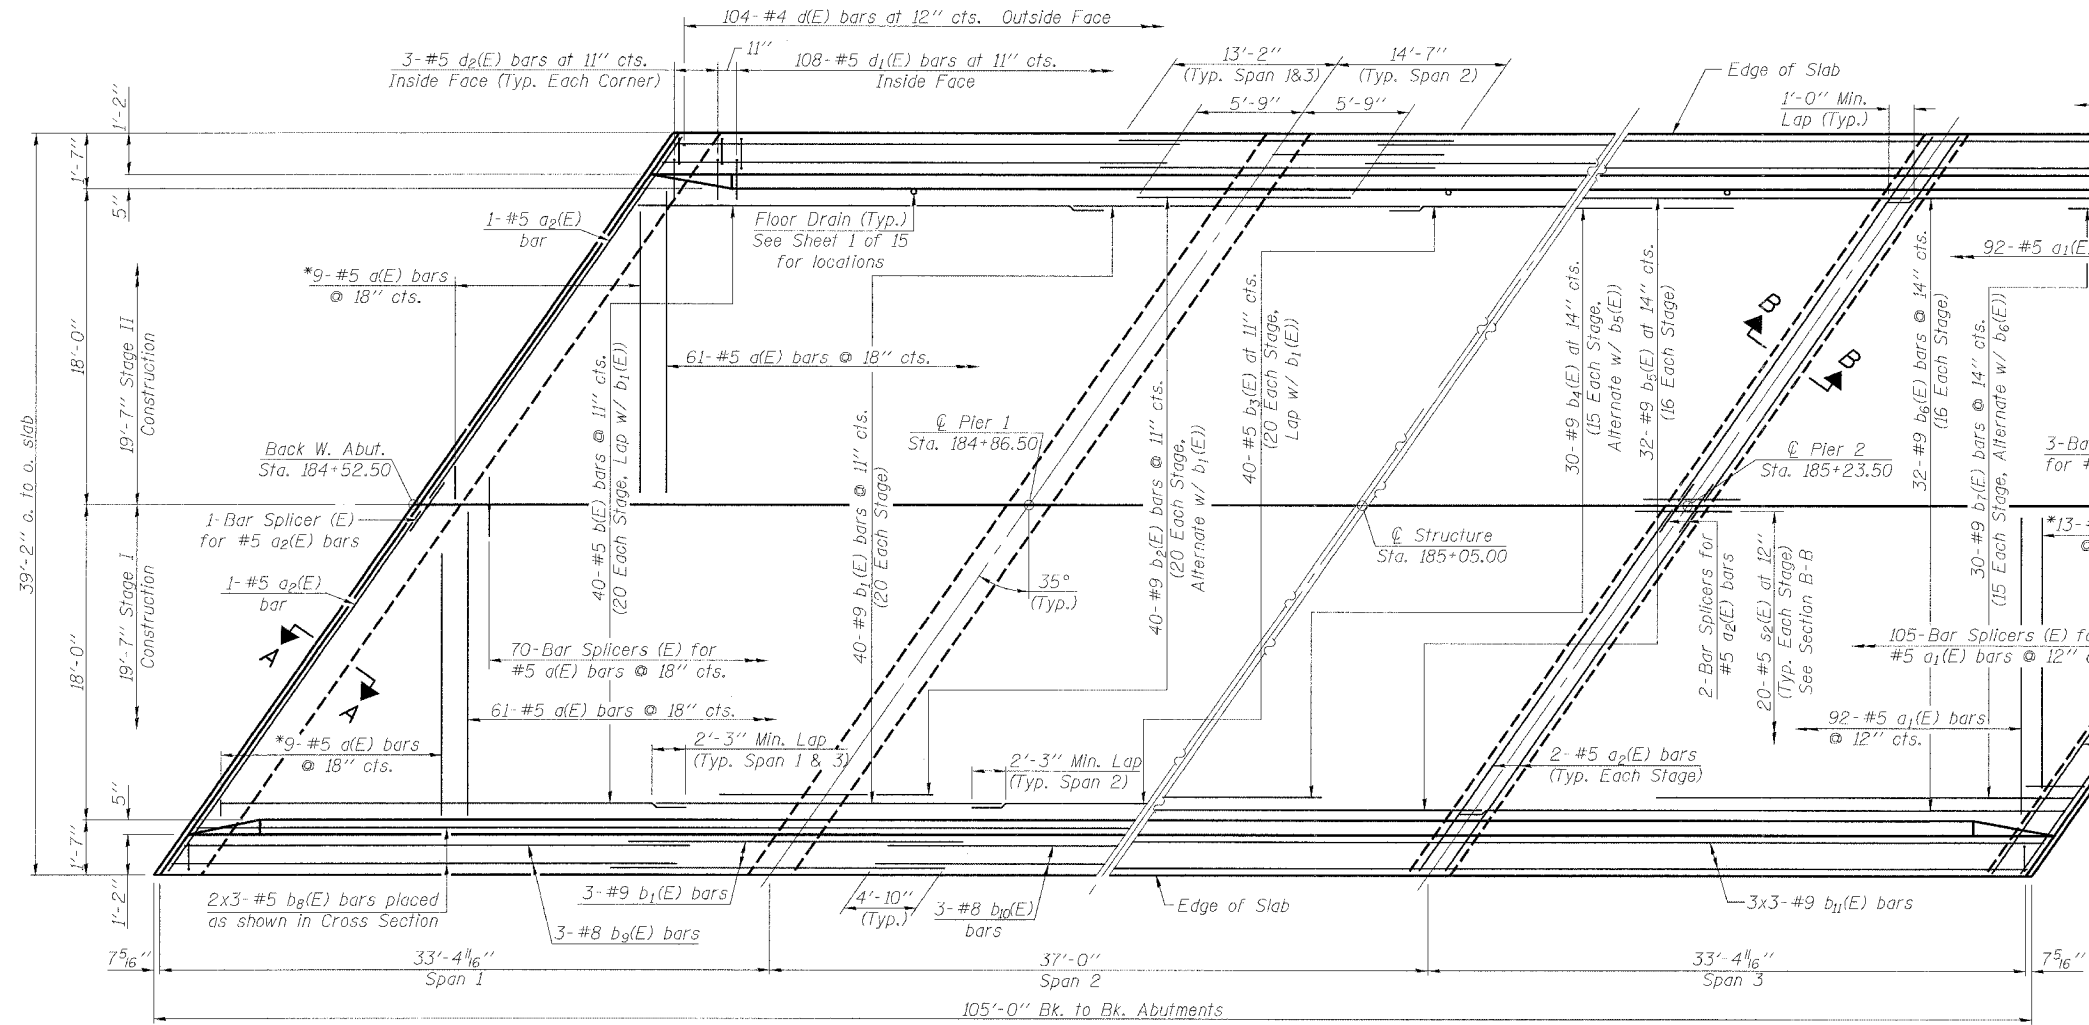 104-#4 d(E) bars at 12" cts. Outside Face
3-#5 d2(E) bars at 11" cts.
Inside Face (Typ. Each Corner)
11"
108-#5 d1(E) bars at 11" cts.
Inside Face
13'-2"
(Typ. Span 1&3)
14'-7"
(Typ. Span 2)
5'-9"
5'-9"
Edge of Slab
1'-0" Min.
Lap (Typ.)
1'-2"
1'-7"
5"
18'-0"
39'-2" o. to o. slab
19'-7" Stage II
Construction
1-#5 a2(E)
bar
*9-#5 a(E) bars
@ 18" cts.
Floor Drain (Typ.)
See Sheet 1 of 15
for locations
61-#5 a(E) bars @ 18" cts.
Back W. Abut.
Sta. 184+52.50
℄ Pier 1
Sta. 184+86.50
40-#5 b(E) bars @ 11" cts.
(20 Each Stage, Lap w/ b1(E))
40-#9 b1(E) bars @ 11" cts.
(20 Each Stage)
40-#9 b2(E) bars @ 11" cts.
(20 Each Stage,
Alternate w/ b1(E))
40-#5 b3(E) at 11" cts.
(20 Each Stage,
Lap w/ b1(E))
30-#9 b4(E) at 14" cts.
(15 Each Stage,
Alternate w/ b5(E))
32-#9 b5(E) at 14" cts.
(16 Each Stage)
B
B
℄ Pier 2
Sta. 185+23.50
32-#9 b6(E) bars @ 14" cts.
(16 Each Stage)
30-#9 b7(E) bars @ 14" cts.
(15 Each Stage, Alternate w/ b6(E))
92-#5 a1(E)
3-Ba
for #
*13-#
@
1-Bar Splicer (E)
for #5 a2(E) bars
1-#5 a2(E)
bar
18'-0"
19'-7" Stage I
Construction
A
A
35°
(Typ.)
℄ Structure
Sta. 185+05.00
70-Bar Splicers (E) for
#5 a(E) bars @ 18" cts.
61-#5 a(E) bars @ 18" cts.
*9-#5 a(E) bars
@ 18" cts.
2'-3" Min. Lap
(Typ. Span 1 & 3)
2'-3" Min. Lap
(Typ. Span 2)
2-Bar Splicers for
#5 a2(E) bars
20-#5 s2(E) at 12"
(Typ. Each Stage)
See Section B-B
105-Bar Splicers (E) fo
#5 a1(E) bars @ 12" c
92-#5 a1(E) bars
@ 12" cts.
2-#5 a2(E) bars
(Typ. Each Stage)
5"
1'-7"
1'-2"
2x3-#5 b8(E) bars placed
as shown in Cross Section
3-#9 b1(E) bars
3-#8 b9(E) bars
4'-10"
(Typ.)
3-#8 b10(E)
bars
Edge of Slab
3x3-#9 b11(E) bars
7 5/16"
33'-4 11/16"
Span 1
37'-0"
Span 2
33'-4 11/16"
Span 3
7 5/16"
105'-0" Bk. to Bk. Abutments